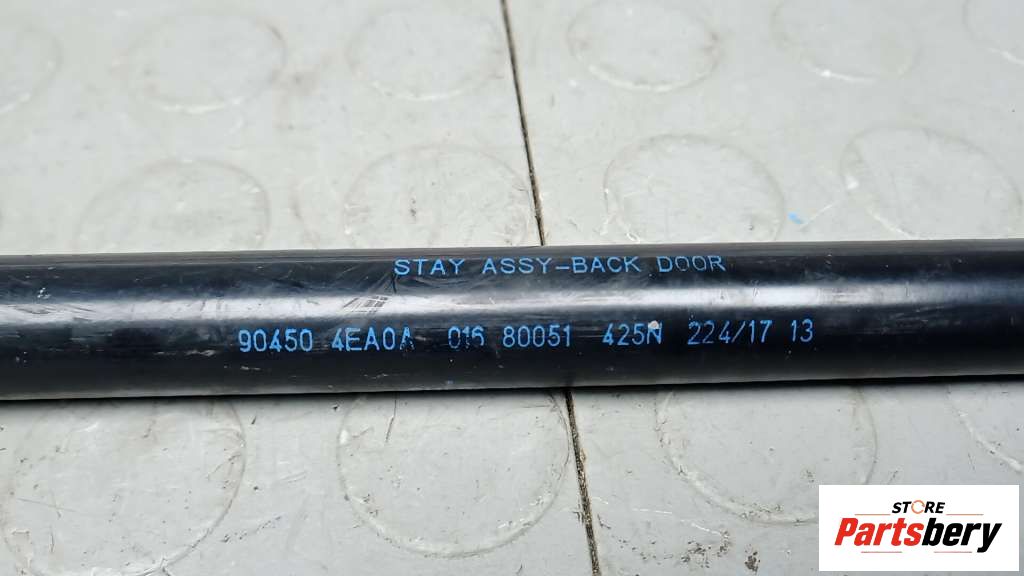 STAY ASSY-BACK DOOR
90450 4EA0A 016 80051 425N 224/17 13
STORE
Partsbery